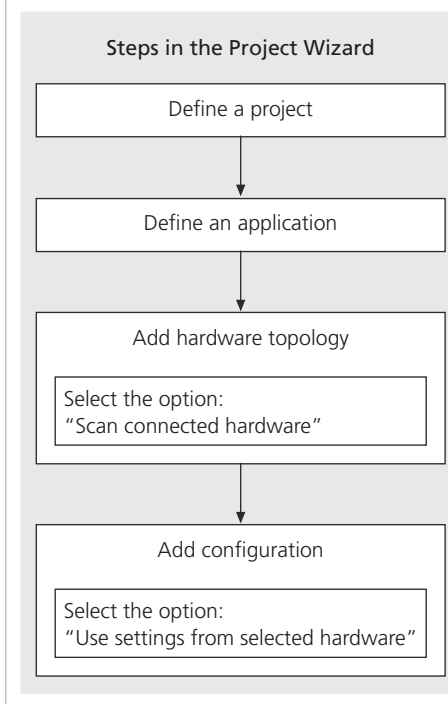 Steps in the Project Wizard
Define a project
Define an application
Add hardware topology
Select the option:
“Scan connected hardware”
Add configuration
Select the option:
“Use settings from selected hardware”